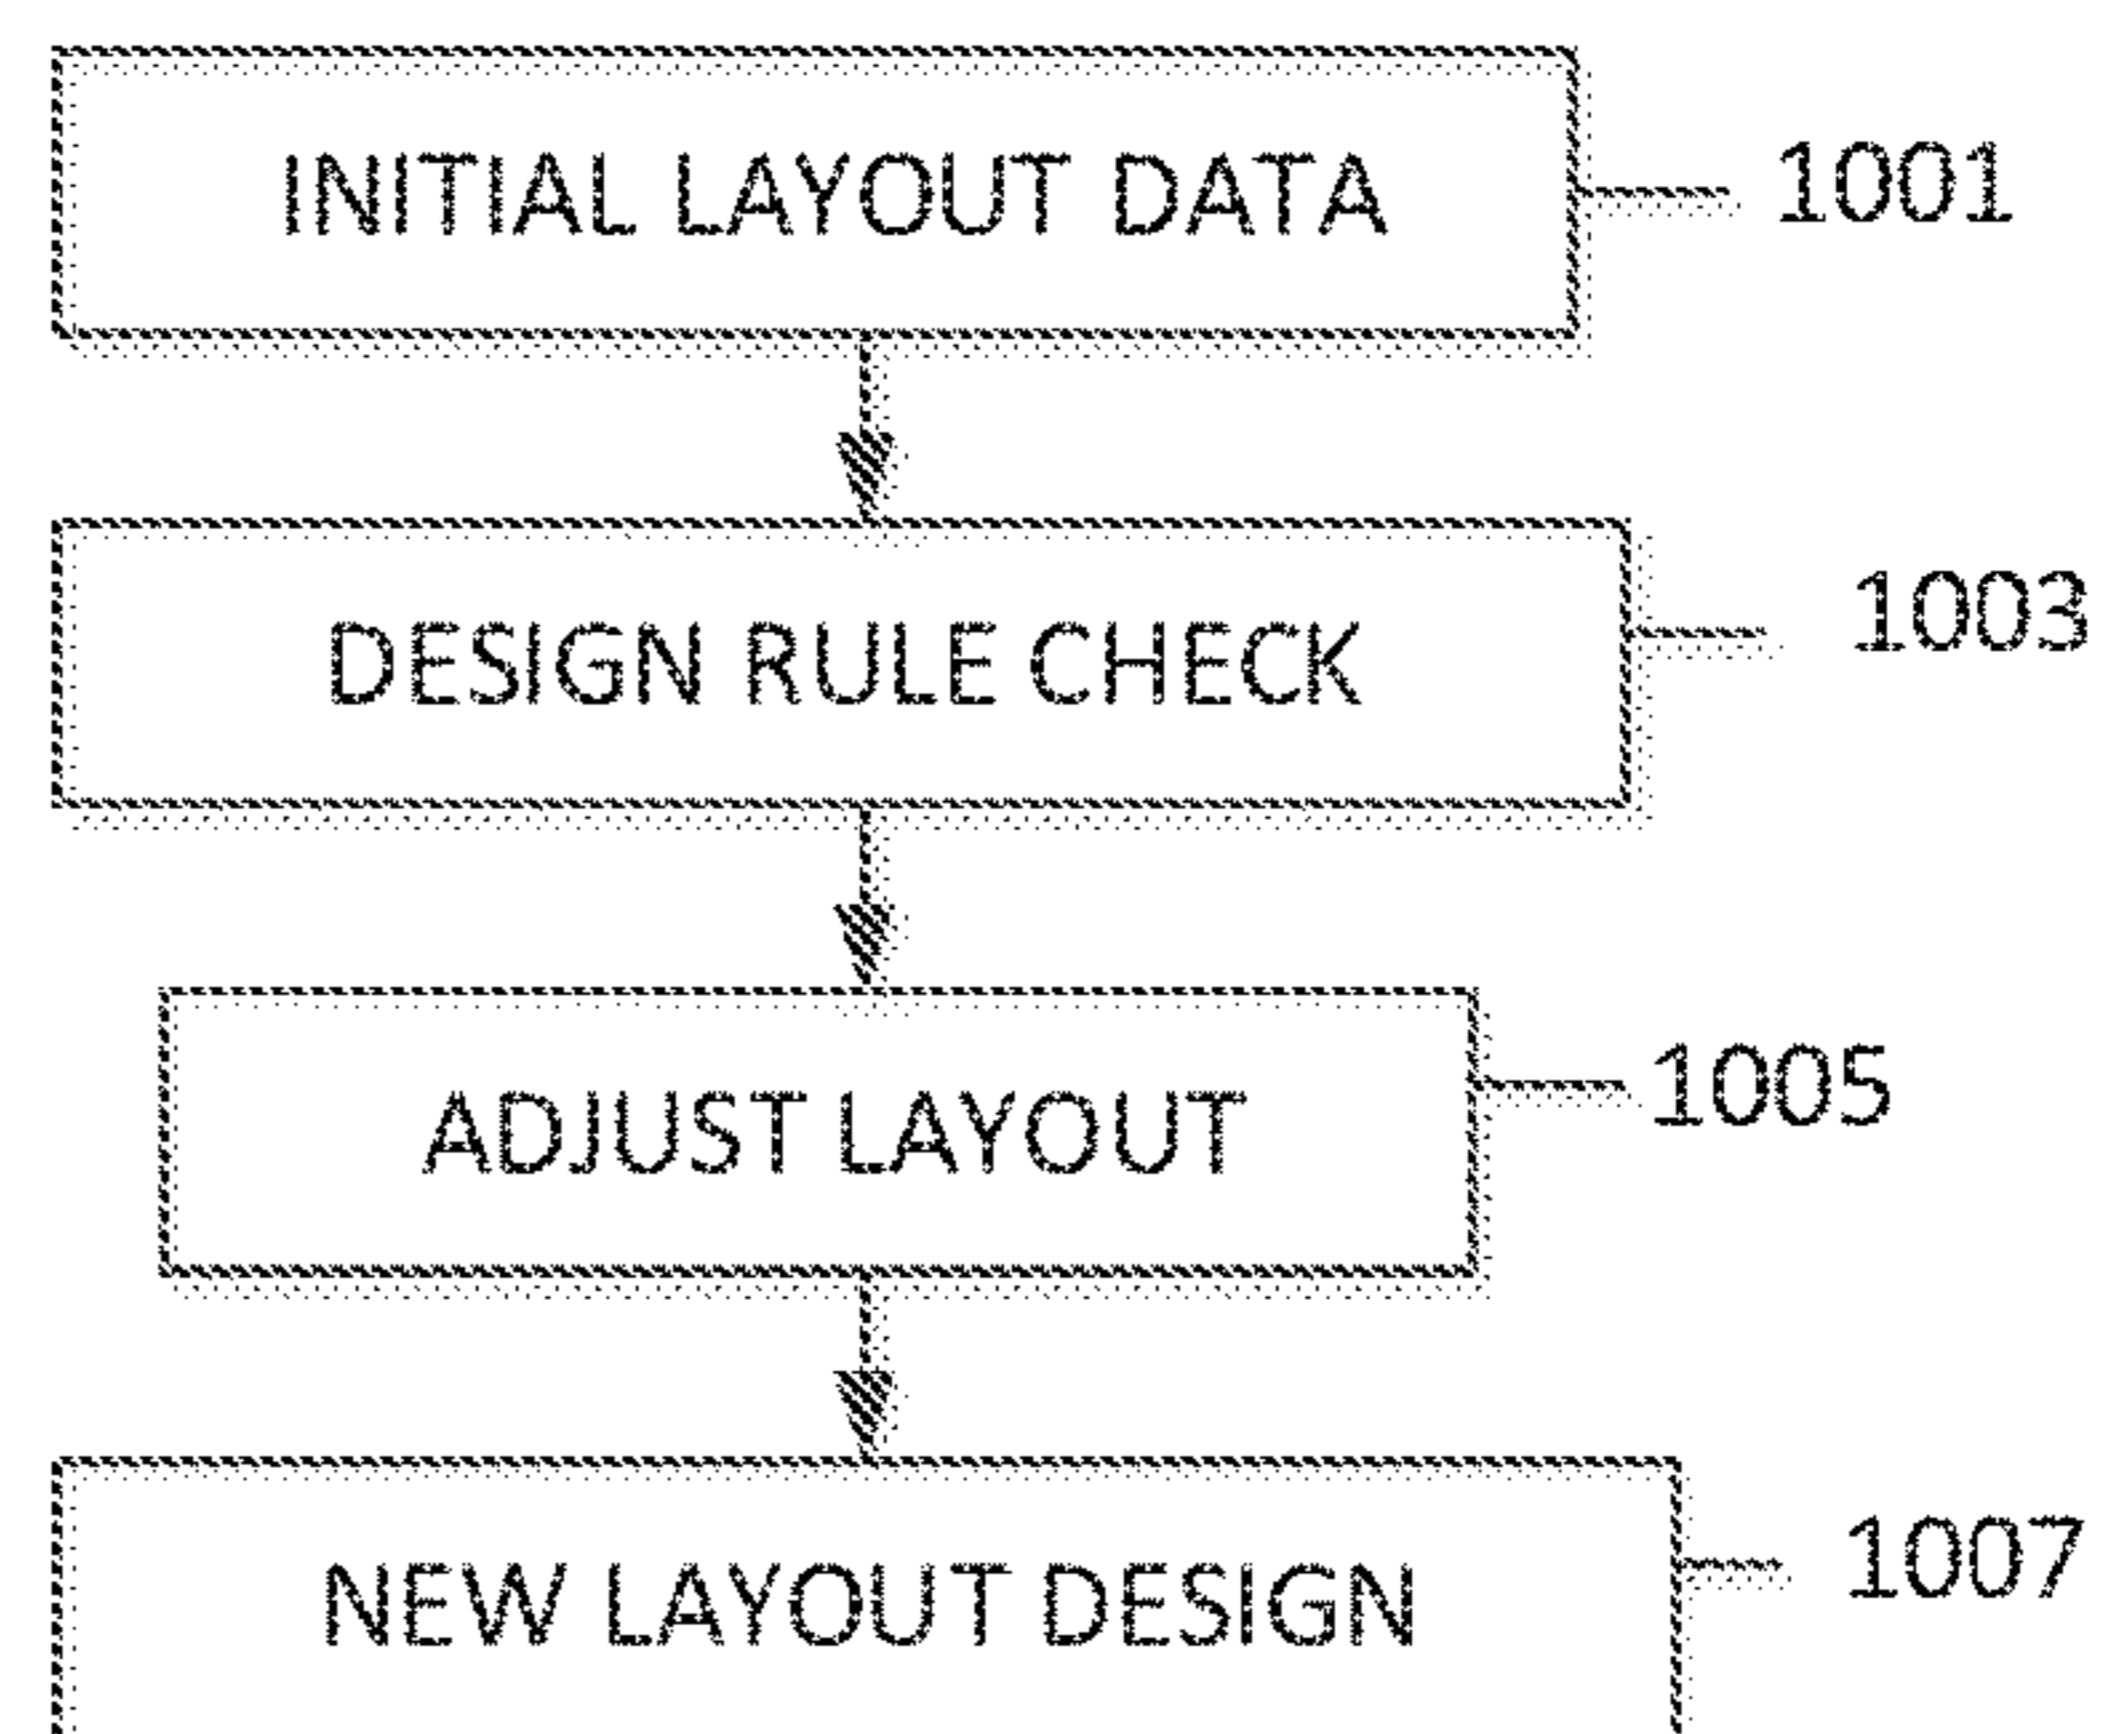 INITIAL LAYOUT DATA
1001
DESIGN RULE CHECK
1003
ADJUST LAYOUT
1005
NEW LAYOUT DESIGN
1007